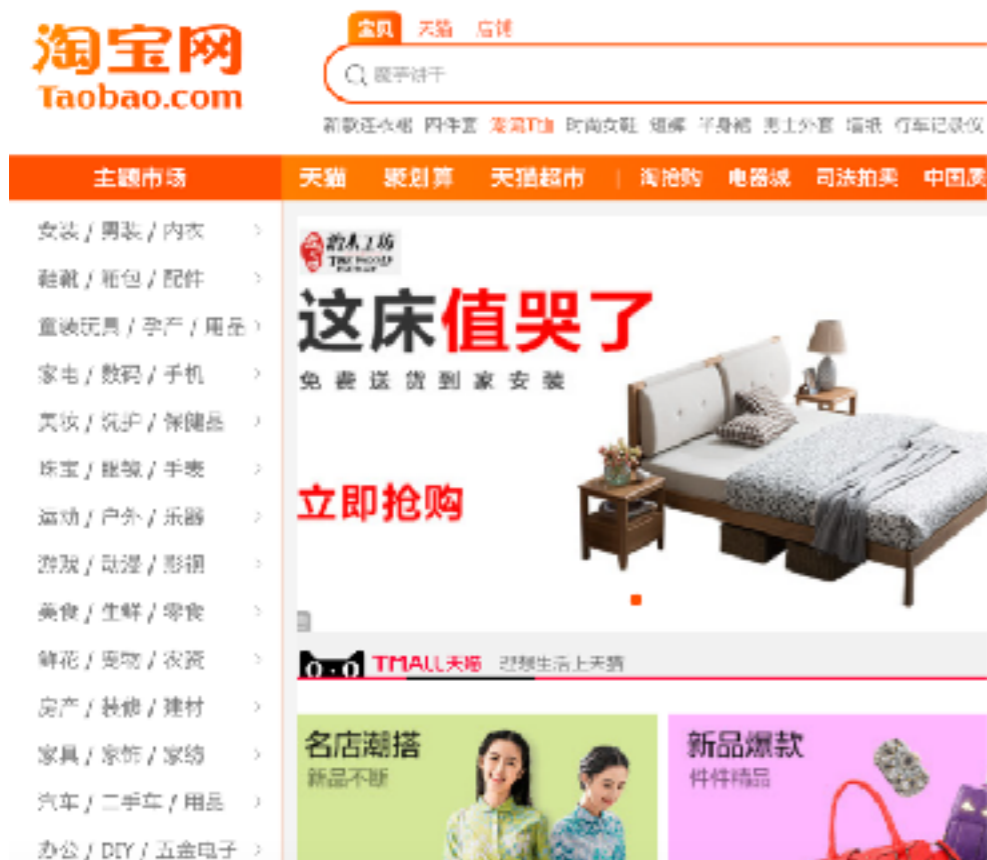 淘宝网
Taobao.com
宝贝 天猫 店铺
魔芋饼干
新款连衣裙 四件套 潮流T恤 时尚女鞋 短裤 半身裙 男士外套 墙纸 行车记录仪
主题市场
天猫 聚划算 天猫超市 | 淘抢购 电器城 司法拍卖 中国质
女装 / 男装 / 内衣
鞋靴 / 箱包 / 配件
童装玩具 / 孕产 / 用品
家电 / 数码 / 手机
美妆 / 洗护 / 保健品
珠宝 / 眼镜 / 手表
运动 / 户外 / 乐器
游戏 / 动漫 / 影视
美食 / 生鲜 / 零食
鲜花 / 宠物 / 农资
房产 / 装修 / 建材
家具 / 家饰 / 家纺
汽车 / 二手车 / 用品
办公 / DIY / 五金电子
木工坊
这床值哭了
免费送货到家安装
立即抢购
TMALL天猫 理想生活上天猫
名店潮搭
新品不断
新品爆款
件件精品